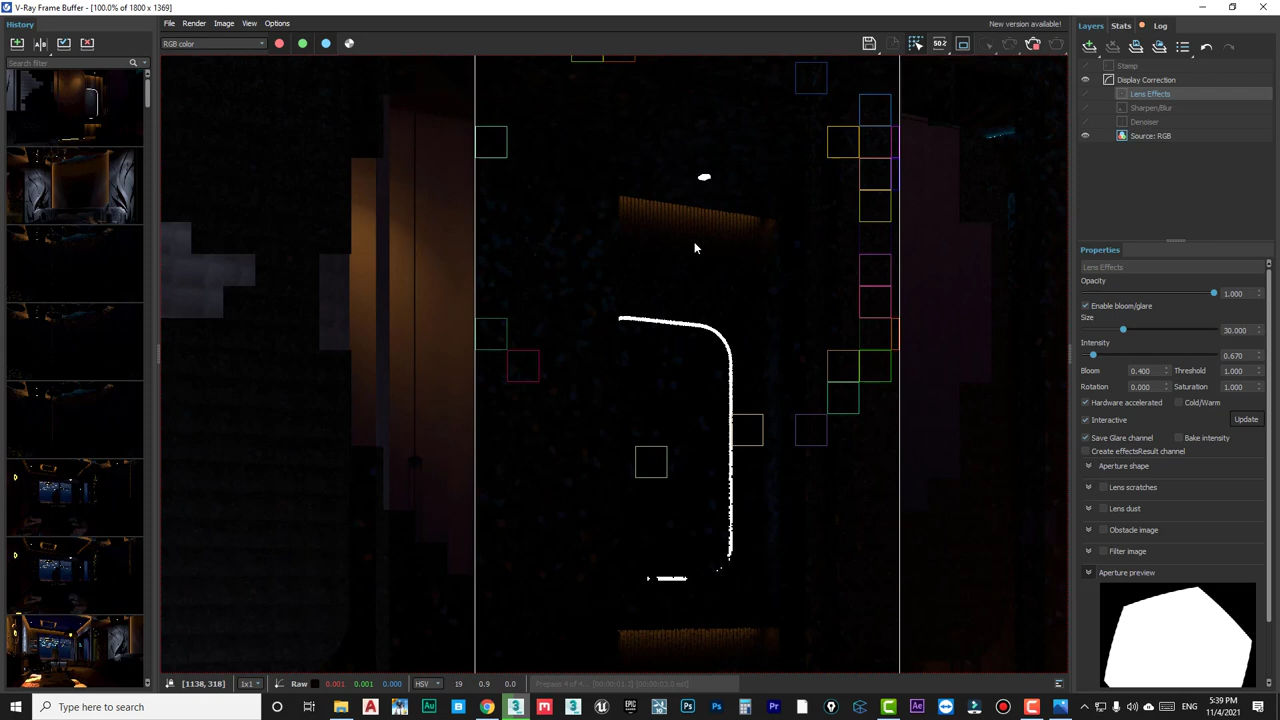 V-Ray Frame Buffer - [100.0% of 1800 x 1369]
History
File Render Image View Options
New version available!
Layers Stats Log
RGB color
50%
Search filter
Stamp
Display Correction
Lens Effects
Sharpen/Blur
Denoiser
Source: RGB
Properties
Lens Effects
Opacity
1.000
Enable bloom/glare
Size
30.000
Intensity
0.670
Bloom 0.400 Threshold 1.000
Rotation 0.000 Saturation 1.000
Hardware accelerated Cold/Warm
Interactive Update
Save Glare channel Bake intensity
Create effectsResult channel
Aperture shape
Lens scratches
Lens dust
Obstacle image
Filter image
Aperture preview
[1138, 318] 1x1 Raw 0.001 0.001 0.000 HSV 19 0.9 0.0
Type here to search
ENG
5:39 PM
11/4/2021